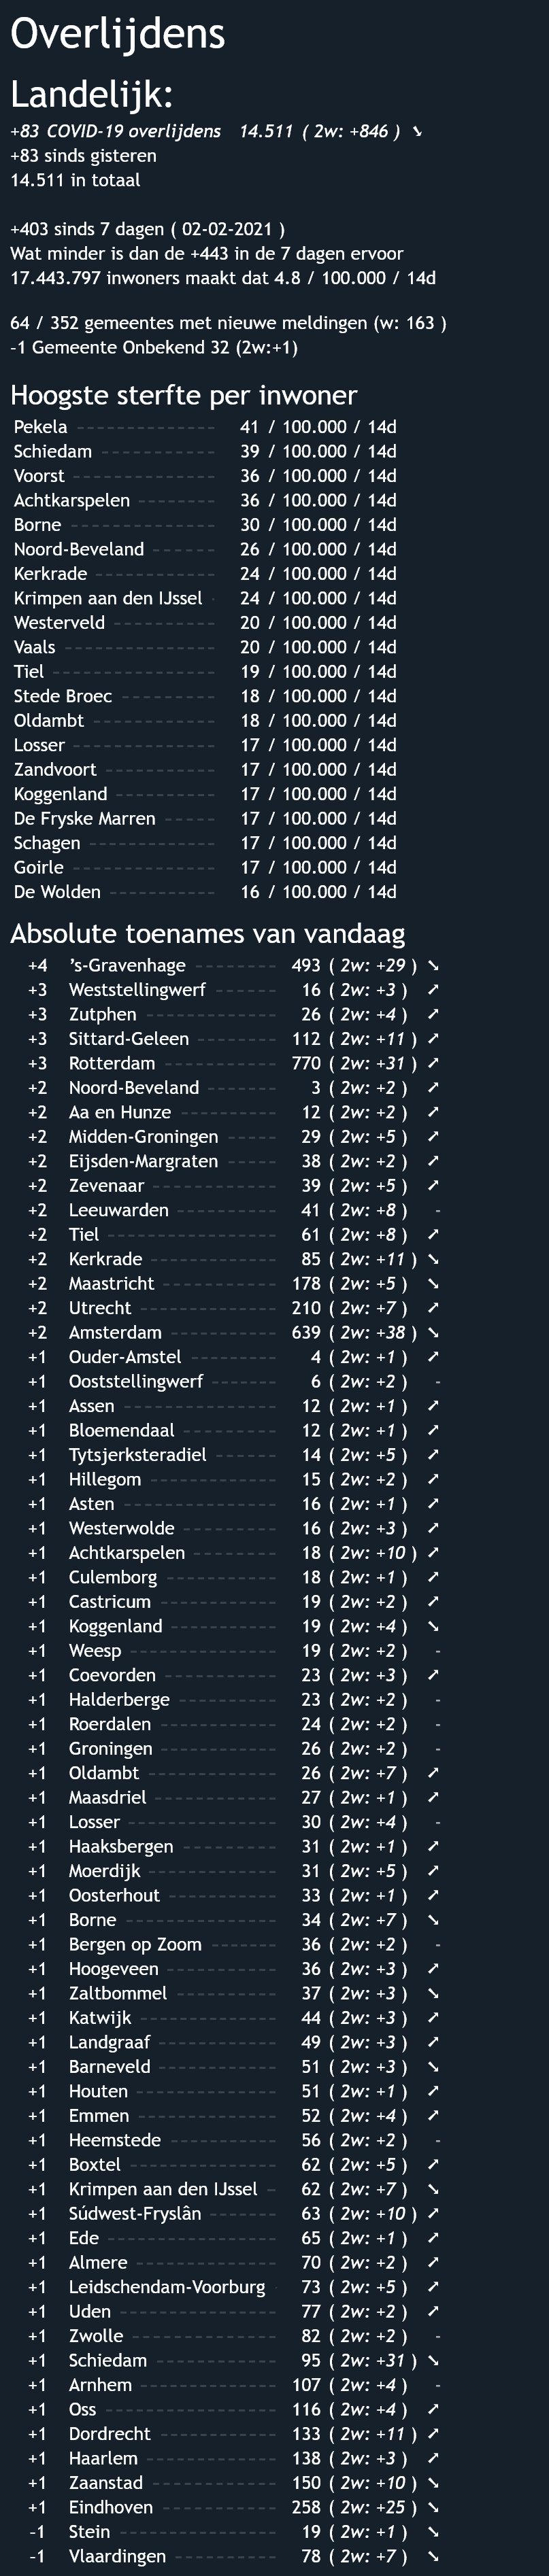 Overlijdens
Landelijk:
+83 COVID-19 overlijdens 14.511 ( 2w: +846 ) ➘
+83 sinds gisteren
14.511 in totaal
+403 sinds 7 dagen ( 02-02-2021 )
Wat minder is dan de +443 in de 7 dagen ervoor
17.443.797 inwoners maakt dat 4.8 / 100.000 / 14d
64 / 352 gemeentes met nieuwe meldingen (w: 163 )
-1 Gemeente Onbekend 32 (2w:+1)
Hoogste sterfte per inwoner
Pekela 41 / 100.000 / 14d
Schiedam 39 / 100.000 / 14d
Voorst 36 / 100.000 / 14d
Achtkarspelen 36 / 100.000 / 14d
Borne 30 / 100.000 / 14d
Noord-Beveland 26 / 100.000 / 14d
Kerkrade 24 / 100.000 / 14d
Krimpen aan den IJssel 24 / 100.000 / 14d
Westerveld 20 / 100.000 / 14d
Vaals 20 / 100.000 / 14d
Tiel 19 / 100.000 / 14d
Stede Broec 18 / 100.000 / 14d
Oldambt 18 / 100.000 / 14d
Losser 17 / 100.000 / 14d
Zandvoort 17 / 100.000 / 14d
Koggenland 17 / 100.000 / 14d
De Fryske Marren 17 / 100.000 / 14d
Schagen 17 / 100.000 / 14d
Goirle 17 / 100.000 / 14d
De Wolden 16 / 100.000 / 14d
Absolute toenames van vandaag
+4 's-Gravenhage 493 ( 2w: +29 ) ➘
+3 Weststellingwerf 16 ( 2w: +3 ) ➚
+3 Zutphen 26 ( 2w: +4 ) ➚
+3 Sittard-Geleen 112 ( 2w: +11 ) ➚
+3 Rotterdam 770 ( 2w: +31 ) ➚
+2 Noord-Beveland 3 ( 2w: +2 ) ➚
+2 Aa en Hunze 12 ( 2w: +2 ) ➚
+2 Midden-Groningen 29 ( 2w: +5 ) ➚
+2 Eijsden-Margraten 38 ( 2w: +2 ) ➚
+2 Zevenaar 39 ( 2w: +5 ) ➚
+2 Leeuwarden 41 ( 2w: +8 ) -
+2 Tiel 61 ( 2w: +8 ) ➚
+2 Kerkrade 85 ( 2w: +11 ) ➘
+2 Maastricht 178 ( 2w: +5 ) ➘
+2 Utrecht 210 ( 2w: +7 ) ➚
+2 Amsterdam 639 ( 2w: +38 ) ➘
+1 Ouder-Amstel 4 ( 2w: +1 ) ➚
+1 Ooststellingwerf 6 ( 2w: +2 ) -
+1 Assen 12 ( 2w: +1 ) ➚
+1 Bloemendaal 12 ( 2w: +1 ) ➚
+1 Tytsjerksteradiel 14 ( 2w: +5 ) ➚
+1 Hillegom 15 ( 2w: +2 ) ➚
+1 Asten 16 ( 2w: +1 ) ➚
+1 Westerwolde 16 ( 2w: +3 ) ➚
+1 Achtkarspelen 18 ( 2w: +10 ) ➚
+1 Culemborg 18 ( 2w: +1 ) ➚
+1 Castricum 19 ( 2w: +2 ) ➚
+1 Koggenland 19 ( 2w: +4 ) ➘
+1 Weesp 19 ( 2w: +2 ) -
+1 Coevorden 23 ( 2w: +3 ) ➚
+1 Halderberge 23 ( 2w: +2 ) -
+1 Roerdalen 24 ( 2w: +2 ) -
+1 Groningen 26 ( 2w: +2 ) -
+1 Oldambt 26 ( 2w: +7 ) ➚
+1 Maasdriel 27 ( 2w: +1 ) ➚
+1 Losser 30 ( 2w: +4 ) -
+1 Haaksbergen 31 ( 2w: +1 ) ➚
+1 Moerdijk 31 ( 2w: +5 ) ➚
+1 Oosterhout 33 ( 2w: +1 ) ➚
+1 Borne 34 ( 2w: +7 ) ➘
+1 Bergen op Zoom 36 ( 2w: +2 ) -
+1 Hoogeveen 36 ( 2w: +3 ) ➚
+1 Zaltbommel 37 ( 2w: +3 ) ➘
+1 Katwijk 44 ( 2w: +3 ) ➚
+1 Landgraaf 49 ( 2w: +3 ) ➚
+1 Barneveld 51 ( 2w: +3 ) ➘
+1 Houten 51 ( 2w: +1 ) ➚
+1 Emmen 52 ( 2w: +4 ) ➚
+1 Heemstede 56 ( 2w: +2 ) -
+1 Boxtel 62 ( 2w: +5 ) ➚
+1 Krimpen aan den IJssel 62 ( 2w: +7 ) ➘
+1 Súdwest-Fryslân 63 ( 2w: +10 ) ➚
+1 Ede 65 ( 2w: +1 ) ➚
+1 Almere 70 ( 2w: +2 ) ➚
+1 Leidschendam-Voorburg 73 ( 2w: +5 ) ➚
+1 Uden 77 ( 2w: +2 ) ➚
+1 Zwolle 82 ( 2w: +2 ) -
+1 Schiedam 95 ( 2w: +31 ) ➘
+1 Arnhem 107 ( 2w: +4 ) -
+1 Oss 116 ( 2w: +4 ) ➚
+1 Dordrecht 133 ( 2w: +11 ) ➚
+1 Haarlem 138 ( 2w: +3 ) ➚
+1 Zaanstad 150 ( 2w: +10 ) ➘
+1 Eindhoven 258 ( 2w: +25 ) ➘
-1 Stein 19 ( 2w: +1 ) ➘
-1 Vlaardingen 78 ( 2w: +7 ) ➘